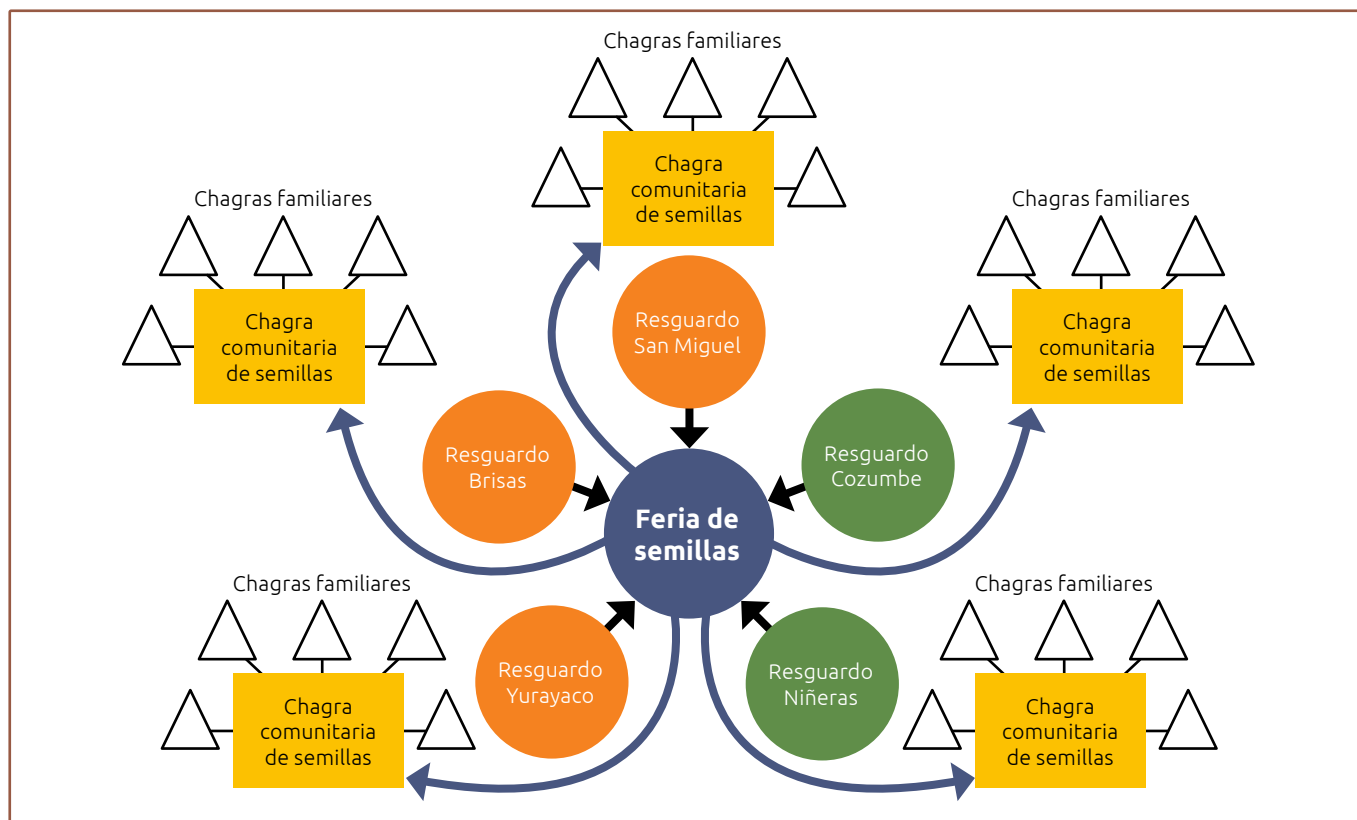 Chagras familiares
Chagra
comunitaria
de semillas
Chagras familiares
Chagra
comunitaria
de semillas
Chagras familiares
Chagra
comunitaria
de semillas
Resguardo
San Miguel
Resguardo
Brisas
Resguardo
Cozumbe
Feria de
semillas
Chagras familiares
Chagra
comunitaria
de semillas
Resguardo
Yurayaco
Resguardo
Niñeras
Chagras familiares
Chagra
comunitaria
de semillas